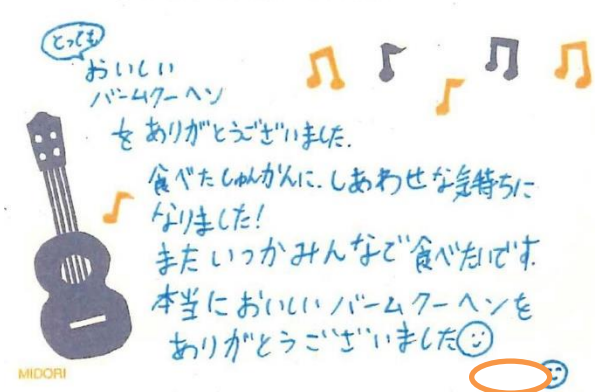 とっても
おいしい
バームクーヘン
をありがとうございました.
食べたしゅんかんに、しあわせな気持ちに
なりました!
またいつかみんなで食べたいです.
本当においしいバームクーヘンを
ありがとうございました
MIDORI